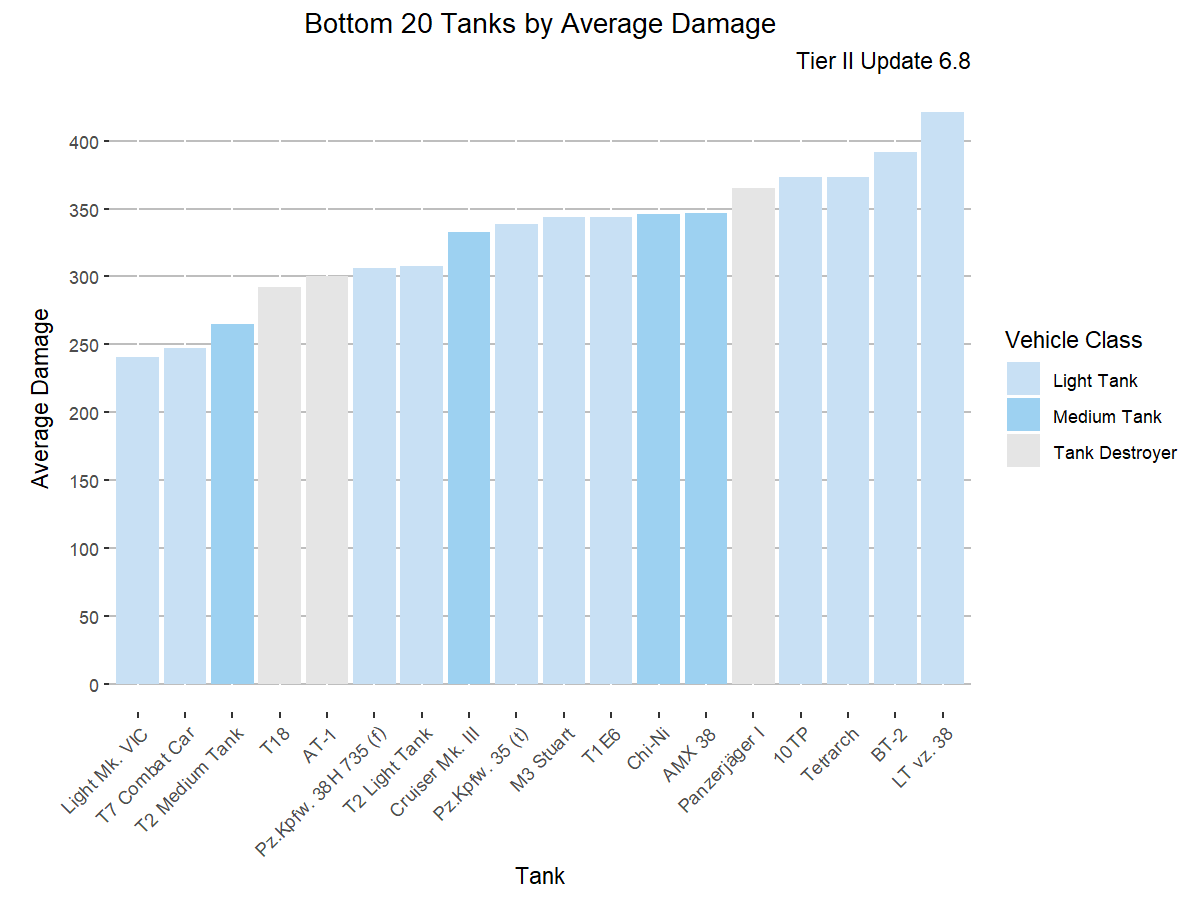 Bottom 20 Tanks by Average Damage
Tier II Update 6.8
Average Damage
400
350
300
250
200
150
100
50
0
Light Mk. VIC
T7 Combat Car
T2 Medium Tank
T18
AT-1
Pz.Kpfw. 38H 735 (f)
T2 Light Tank
Cruiser Mk. III
Pz.Kpfw. 35 (t)
M3 Stuart
T1E6
Chi-Ni
AMX 38
Panzerjäger I
10TP
Tetrarch
BT-2
LT vz. 38
Tank
Vehicle Class
Light Tank
Medium Tank
Tank Destroyer